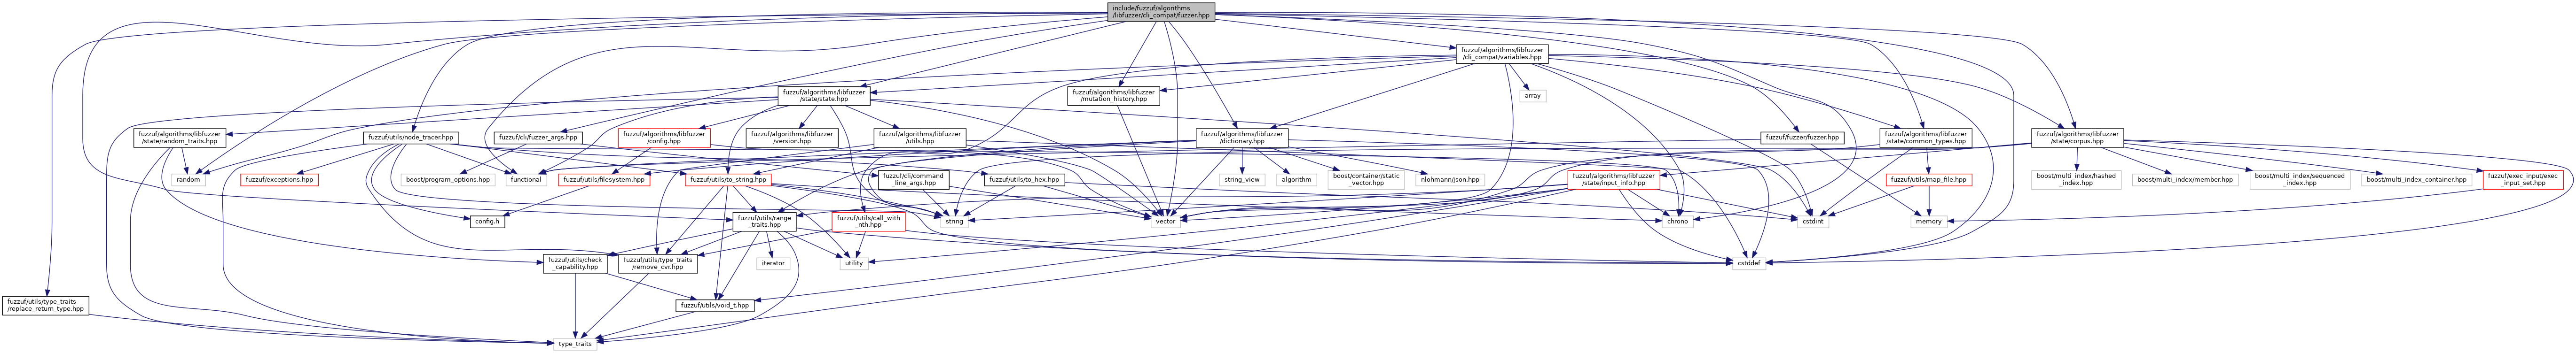 include/fuzzuf/algorithms
/libfuzzer/cli_compat/fuzzer.hpp
fuzzuf/algorithms/libfuzzer
/cli_compat/variables.hpp
fuzzuf/algorithms/libfuzzer
/state/state.hpp
fuzzuf/algorithms/libfuzzer
/mutation_history.hpp
array
fuzzuf/algorithms/libfuzzer
/state/random_traits.hpp
fuzzuf/utils/node_tracer.hpp
fuzzuf/cli/fuzzer_args.hpp
fuzzuf/algorithms/libfuzzer
/config.hpp
fuzzuf/algorithms/libfuzzer
/version.hpp
fuzzuf/algorithms/libfuzzer
/utils.hpp
fuzzuf/algorithms/libfuzzer
/dictionary.hpp
fuzzuf/fuzzer/fuzzer.hpp
fuzzuf/algorithms/libfuzzer
/state/common_types.hpp
fuzzuf/algorithms/libfuzzer
/state/corpus.hpp
random
fuzzuf/exceptions.hpp
boost/program_options.hpp
functional
fuzzuf/utils/filesystem.hpp
fuzzuf/utils/to_string.hpp
fuzzuf/cli/command
_line_args.hpp
fuzzuf/utils/to_hex.hpp
string_view
algorithm
boost/container/static
_vector.hpp
nlohmann/json.hpp
fuzzuf/algorithms/libfuzzer
/state/input_info.hpp
fuzzuf/utils/map_file.hpp
boost/multi_index/hashed
_index.hpp
boost/multi_index/member.hpp
boost/multi_index/sequenced
_index.hpp
boost/multi_index_container.hpp
fuzzuf/exec_input/exec
_input_set.hpp
config.h
fuzzuf/utils/range
_traits.hpp
fuzzuf/utils/call_with
_nth.hpp
string
vector
chrono
cstdint
memory
fuzzuf/utils/check
_capability.hpp
fuzzuf/utils/type_traits
/remove_cvr.hpp
iterator
utility
cstddef
fuzzuf/utils/type_traits
/replace_return_type.hpp
fuzzuf/utils/void_t.hpp
type_traits